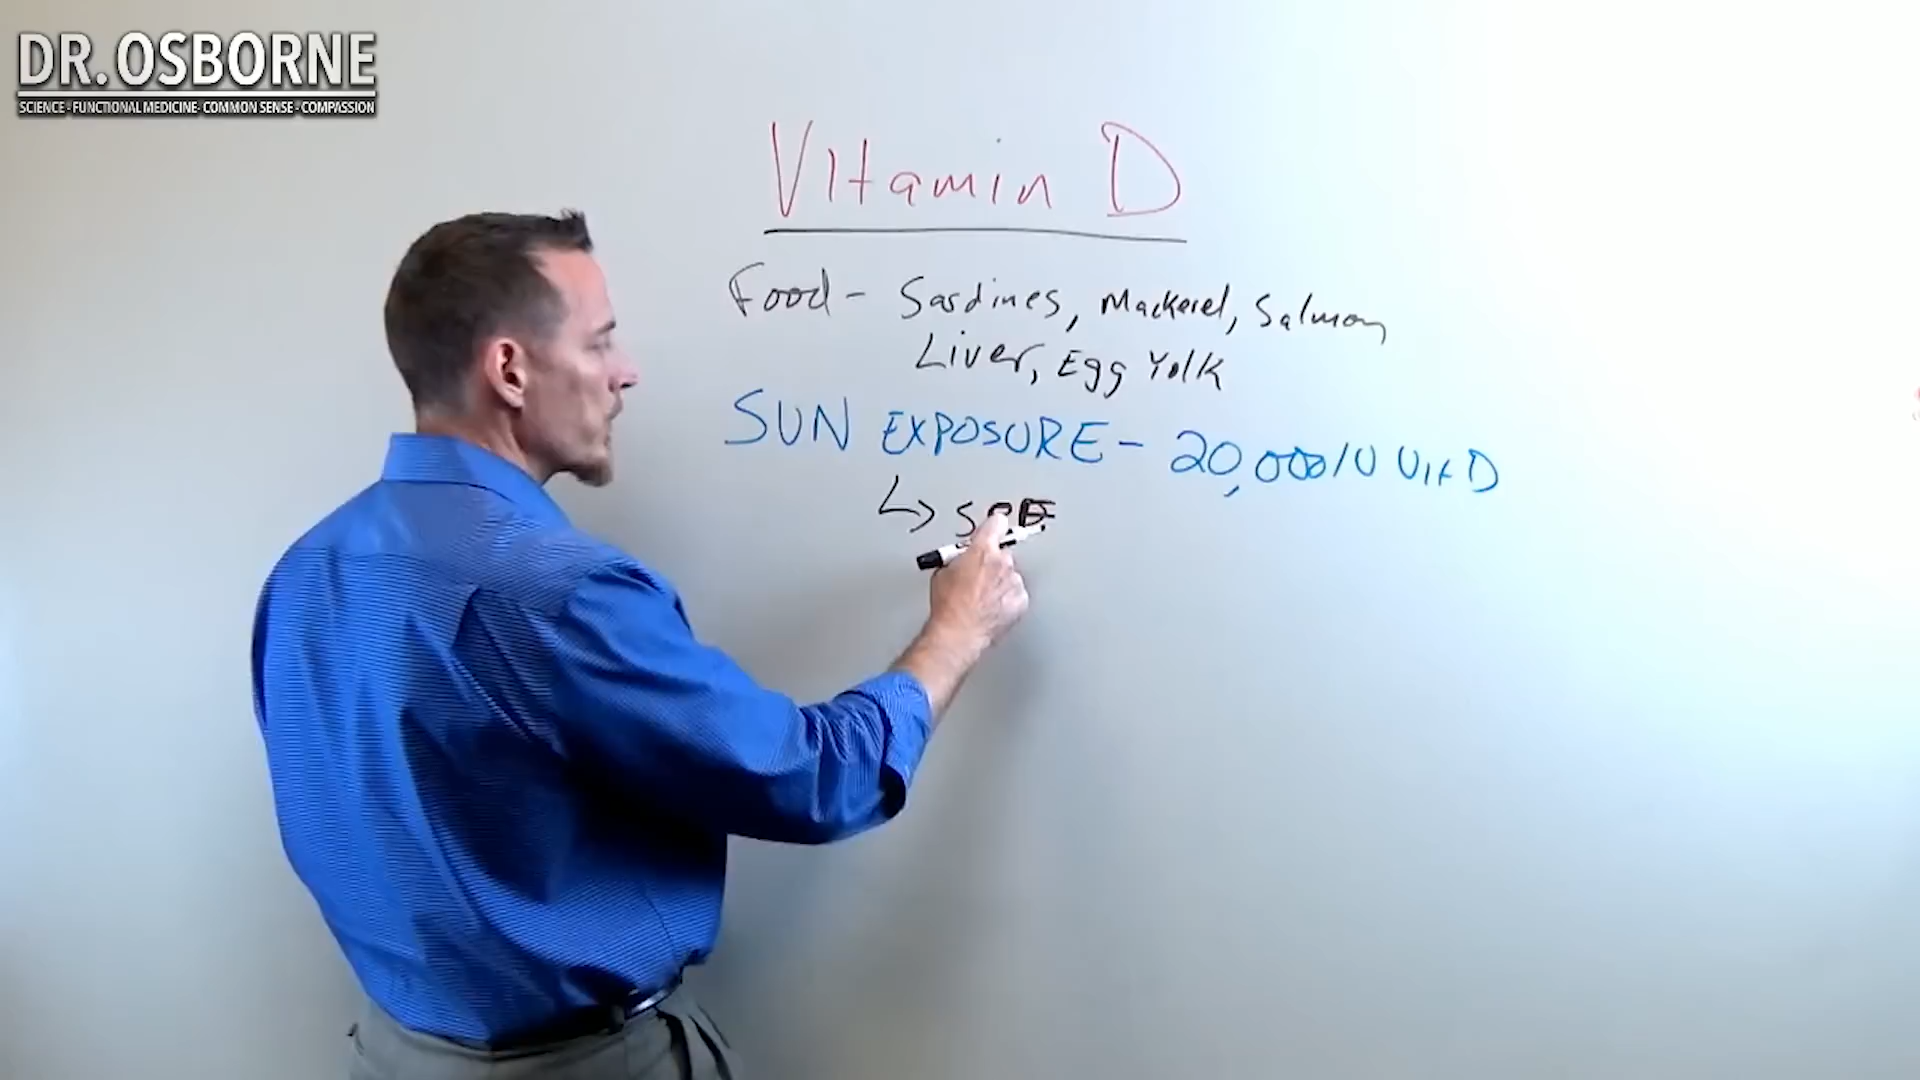 DR. OSBORNE
SCIENCE - FUNCTIONAL MEDICINE - COMMON SENSE - COMPASSION
Vitamin D
Food - Sardines, Mackerel, Salmon,
Liver, Egg Yolk
SUN EXPOSURE - 20,000 IU Vit D